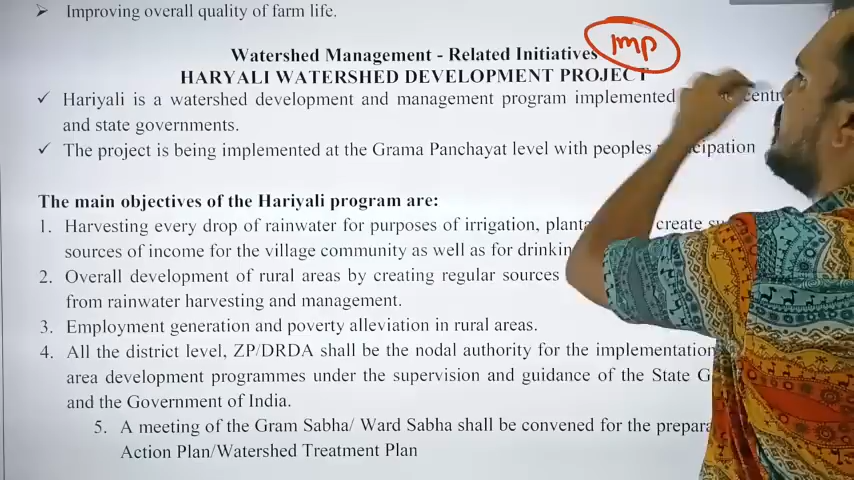 ➢ Improving overall quality of farm life.
Watershed Management - Related Initiatives
Imp
HARYALI WATERSHED DEVELOPMENT PROJECT
✓ Hariyali is a watershed development and management program implemented
and state governments.
✓ The project is being implemented at the Grama Panchayat level with peoples
The main objectives of the Hariyali program are:
1. Harvesting every drop of rainwater for purposes of irrigation, create
sources of income for the village community as well as for
2. Overall development of rural areas by creating regular sources
from rainwater harvesting and management.
3. Employment generation and poverty alleviation in rural areas.
4. All the district level, ZP/DRDA shall be the nodal authority for the implementation
area development programmes under the supervision and guidance of the State
and the Government of India.
5. A meeting of the Gram Sabha/ Ward Sabha shall be convened for the
Action Plan/Watershed Treatment Plan